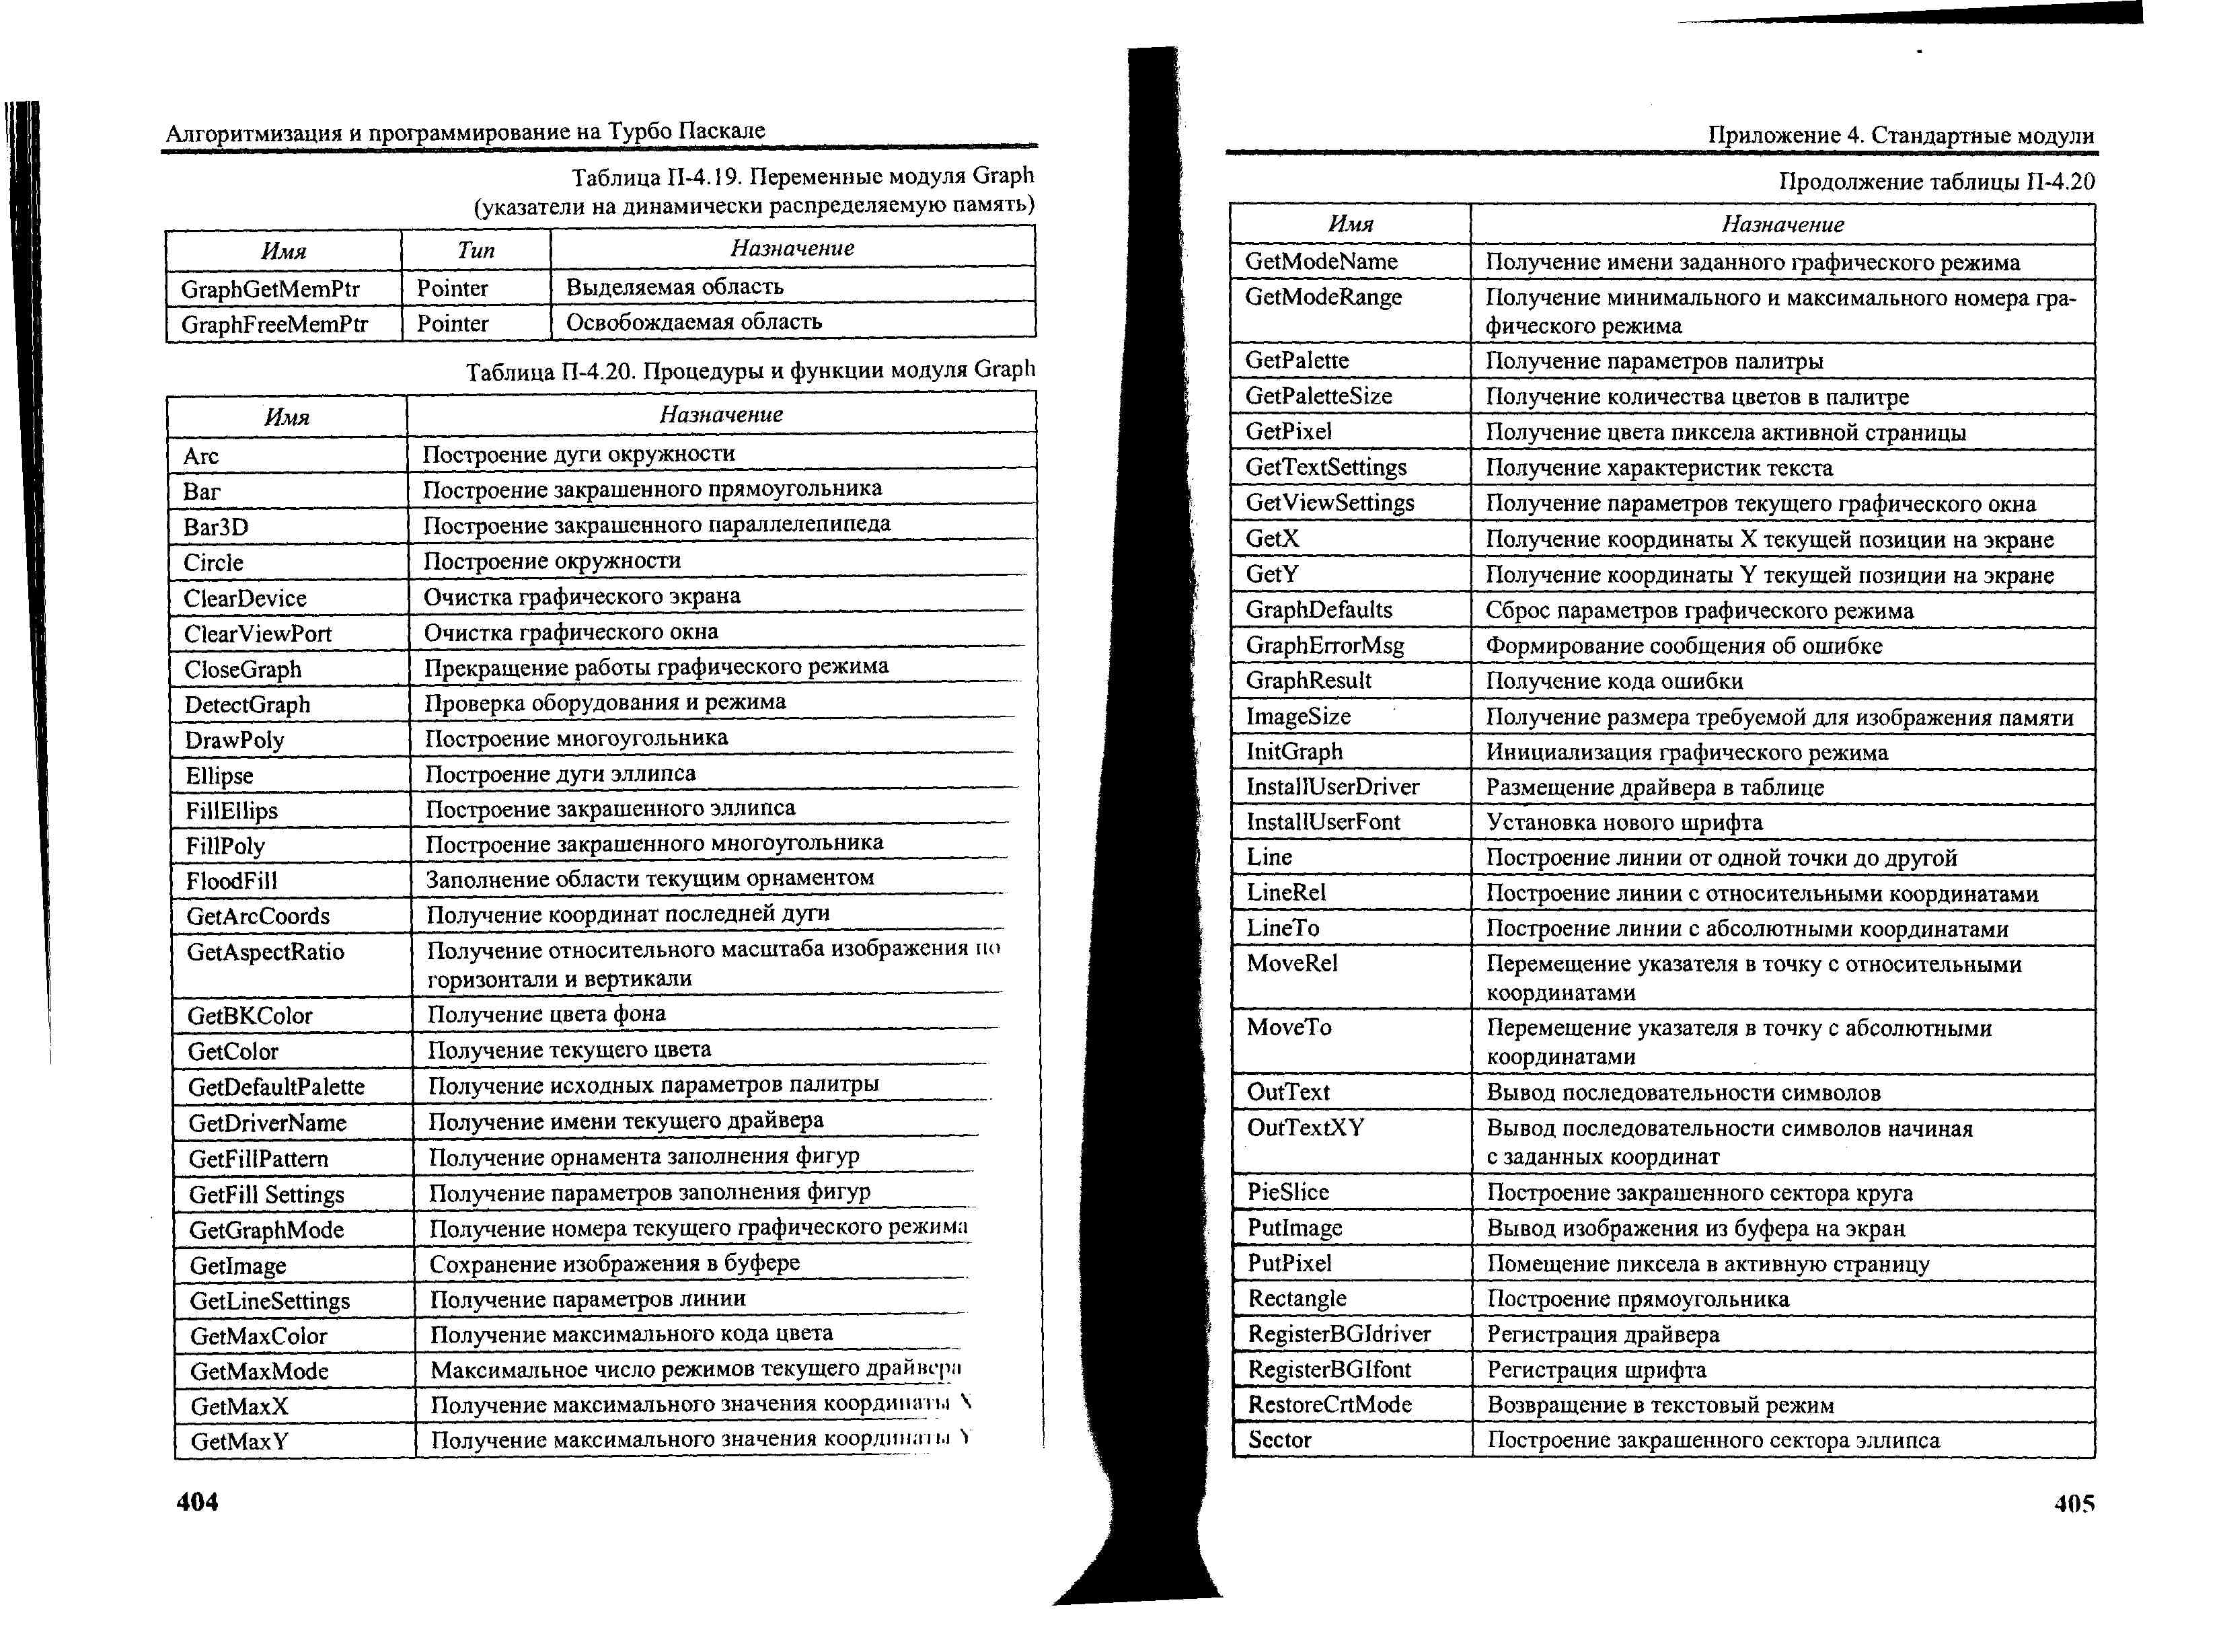 Алгоритмизация и программирование на Турбо Паскале
Таблица П-4.19. Переменные модуля Graph
(указатели на динамически распределяемую память)
Имя Тип Назначение
GraphGetMemPtr Pointer Выделяемая область
GraphFreeMemPtr Pointer Освобождаемая область
Таблица П-4.20. Процедуры и функции модуля Graph
Имя Назначение
Arc Построение дуги окружности
Bar Построение закрашенного прямоугольника
Bar3D Построение закрашенного параллелепипеда
Circle Построение окружности
ClearDevice Очистка графического экрана
ClearViewPort Очистка графического окна
CloseGraph Прекращение работы графического режима
DetectGraph Проверка оборудования и режима
DrawPoly Построение многоугольника
Ellipse Построение дуги эллипса
FillEllips Построение закрашенного эллипса
FillPoly Построение закрашенного многоугольника
FloodFill Заполнение области текущим орнаментом
GetArcCoords Получение координат последней дуги
GetAspectRatio Получение относительного масштаба изображения по
горизонтали и вертикали
GetBKColor Получение цвета фона
GetColor Получение текущего цвета
GetDefaultPalette Получение исходных параметров палитры
GetDriverName Получение имени текущего драйвера
GetFillPattern Получение орнамента заполнения фигур
GetFill Settings Получение параметров заполнения фигур
GetGraphMode Получение номера текущего графического режима
GetImage Сохранение изображения в буфере
GetLineSettings Получение параметров линии
GetMaxColor Получение максимального кода цвета
GetMaxMode Максимальное число режимов текущего драйвера
GetMaxX Получение максимального значения координаты X
GetMaxY Получение максимального значения координаты Y
404
Приложение 4. Стандартные модули
Продолжение таблицы П-4.20
Имя Назначение
GetModeName Получение имени заданного графического режима
GetModeRange Получение минимального и максимального номера гра-
фического режима
GetPalette Получение параметров палитры
GetPaletteSize Получение количества цветов в палитре
GetPixel Получение цвета пиксела активной страницы
GetTextSettings Получение характеристик текста
GetViewSettings Получение параметров текущего графического окна
GetX Получение координаты X текущей позиции на экране
GetY Получение координаты Y текущей позиции на экране
GraphDefaults Сброс параметров графического режима
GraphErrorMsg Формирование сообщения об ошибке
GraphResult Получение кода ошибки
ImageSize Получение размера требуемой для изображения памяти
InitGraph Инициализация графического режима
InstallUserDriver Размещение драйвера в таблице
InstallUserFont Установка нового шрифта
Line Построение линии от одной точки до другой
LineRel Построение линии с относительными координатами
LineTo Построение линии с абсолютными координатами
MoveRel Перемещение указателя в точку с относительными
координатами
MoveTo Перемещение указателя в точку с абсолютными
координатами
OutText Вывод последовательности символов
OutTextXY Вывод последовательности символов начиная
с заданных координат
PieSlice Построение закрашенного сектора круга
PutImage Вывод изображения из буфера на экран
PutPixel Помещение пиксела в активную страницу
Rectangle Построение прямоугольника
RegisterBGIdriver Регистрация драйвера
RegisterBGIfont Регистрация шрифта
RestoreCrtMode Возвращение в текстовый режим
Sector Построение закрашенного сектора эллипса
405